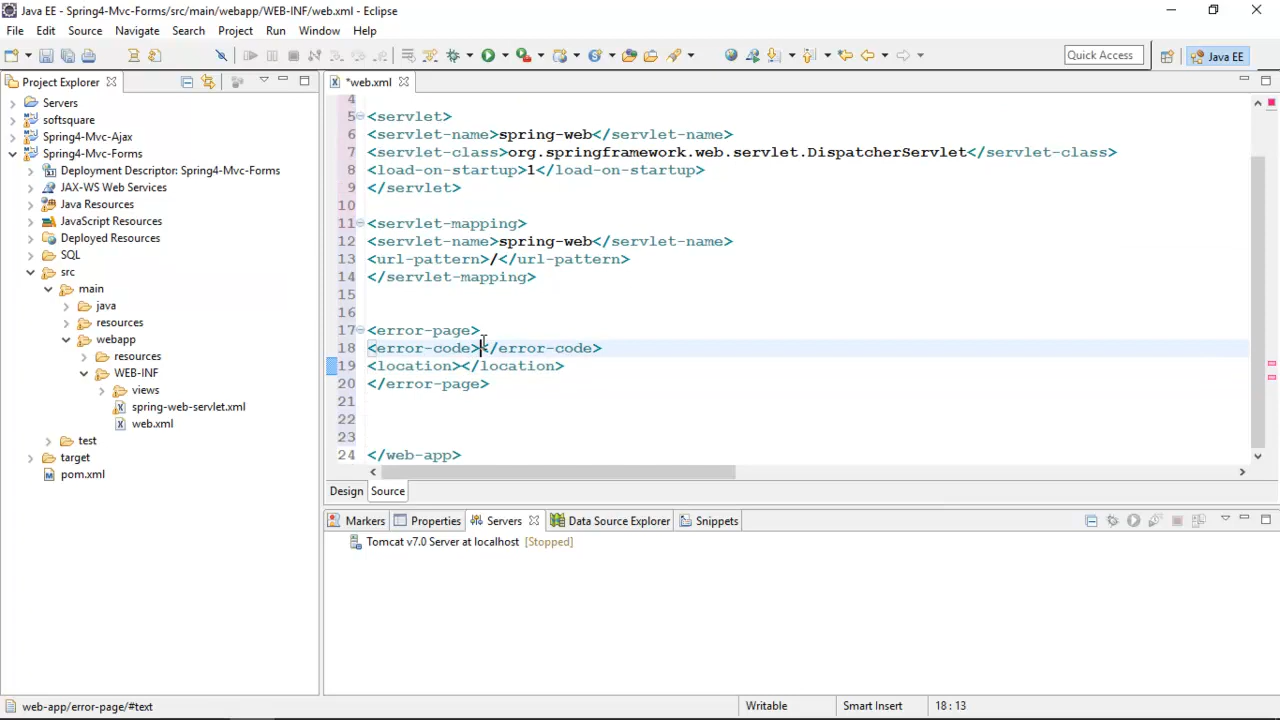 Java EE - Spring4-Mvc-Forms/src/main/webapp/WEB-INF/web.xml - Eclipse
File Edit Source Navigate Search Project Run Window Help
Quick Access
Java EE
Project Explorer
*web.xml
Servers
softsquare
Spring4-Mvc-Ajax
Spring4-Mvc-Forms
Deployment Descriptor: Spring4-Mvc-Forms
JAX-WS Web Services
Java Resources
JavaScript Resources
Deployed Resources
SQL
src
main
java
resources
webapp
resources
WEB-INF
views
spring-web-servlet.xml
web.xml
test
target
pom.xml
4
5 <servlet>
6 <servlet-name>spring-web</servlet-name>
7 <servlet-class>org.springframework.web.servlet.DispatcherServlet</servlet-class>
8 <load-on-startup>1</load-on-startup>
9 </servlet>
10
11 <servlet-mapping>
12 <servlet-name>spring-web</servlet-name>
13 <url-pattern>/</url-pattern>
14 </servlet-mapping>
15
16
17 <error-page>
18 <error-code></error-code>
19 <location></location>
20 </error-page>
21
22
23
24 </web-app>
Design Source
Markers Properties Servers Data Source Explorer Snippets
Tomcat v7.0 Server at localhost [Stopped]
web-app/error-page/#text Writable Smart Insert 18 : 13